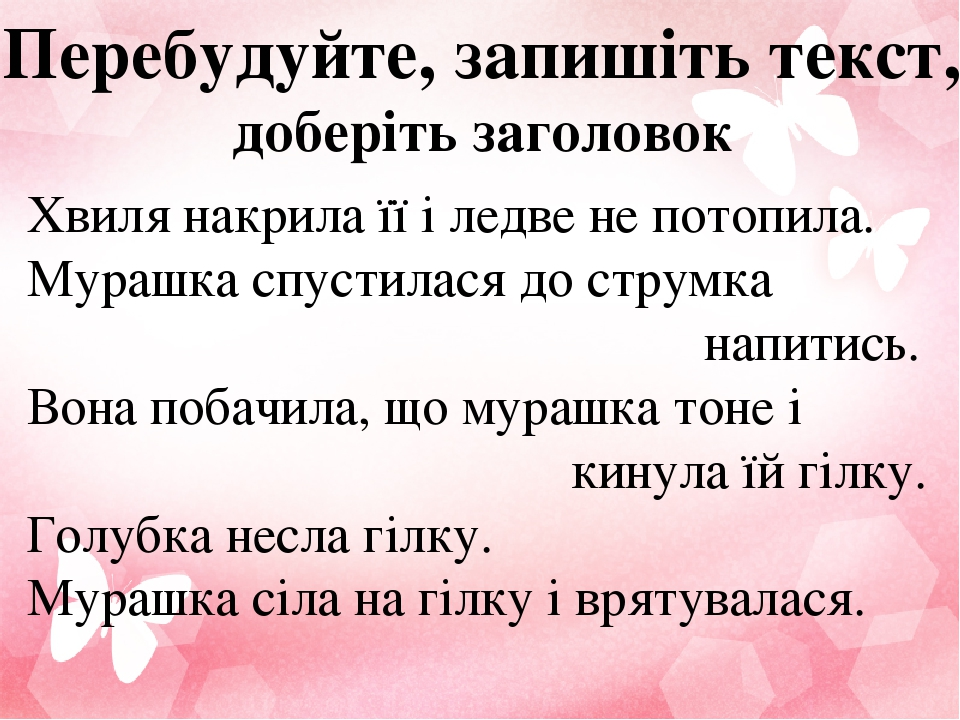 Перебудуйте, запишіть текст,
доберіть заголовок
Хвиля накрила її і ледве не потопила.
Мурашка спустилася до струмка
напитись.
Вона побачила, що мурашка тоне і
кинула їй гілку.
Голубка несла гілку.
Мурашка сіла на гілку і врятувалася.